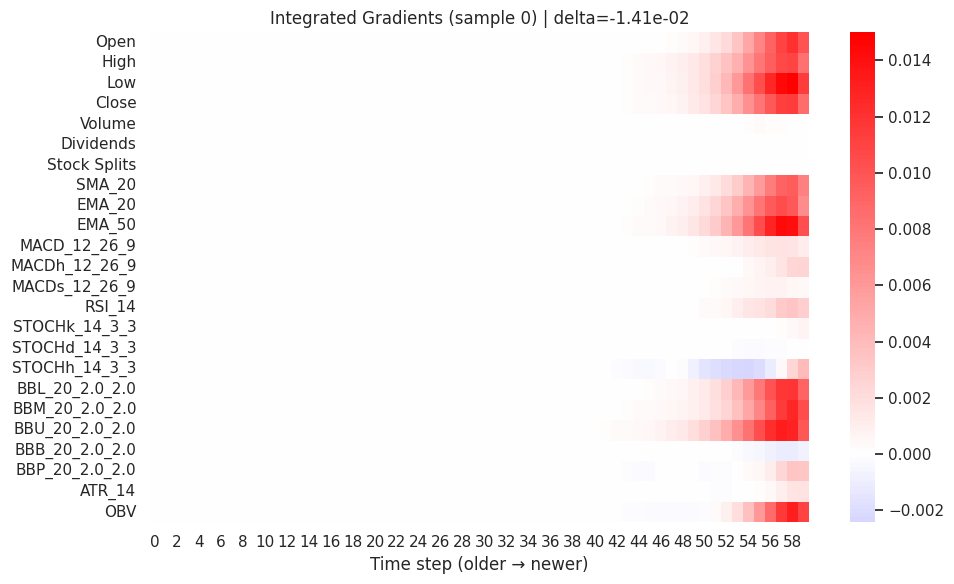 Integrated Gradients (sample 0) | delta=-1.41e-02
Open
High
Low
Close
Volume
Dividends
Stock Splits
SMA_20
EMA_20
EMA_50
MACD_12_26_9
MACDh_12_26_9
MACDs_12_26_9
RSI_14
STOCHk_14_3_3
STOCHd_14_3_3
STOCHh_14_3_3
BBL_20_2.0_2.0
BBM_20_2.0_2.0
BBU_20_2.0_2.0
BBB_20_2.0_2.0
BBP_20_2.0_2.0
ATR_14
OBV
0 2 4 6 8 10 12 14 16 18 20 22 24 26 28 30 32 34 36 38 40 42 44 46 48 50 52 54 56 58
Time step (older → newer)
0.014
0.012
0.010
0.008
0.006
0.004
0.002
0.000
−0.002